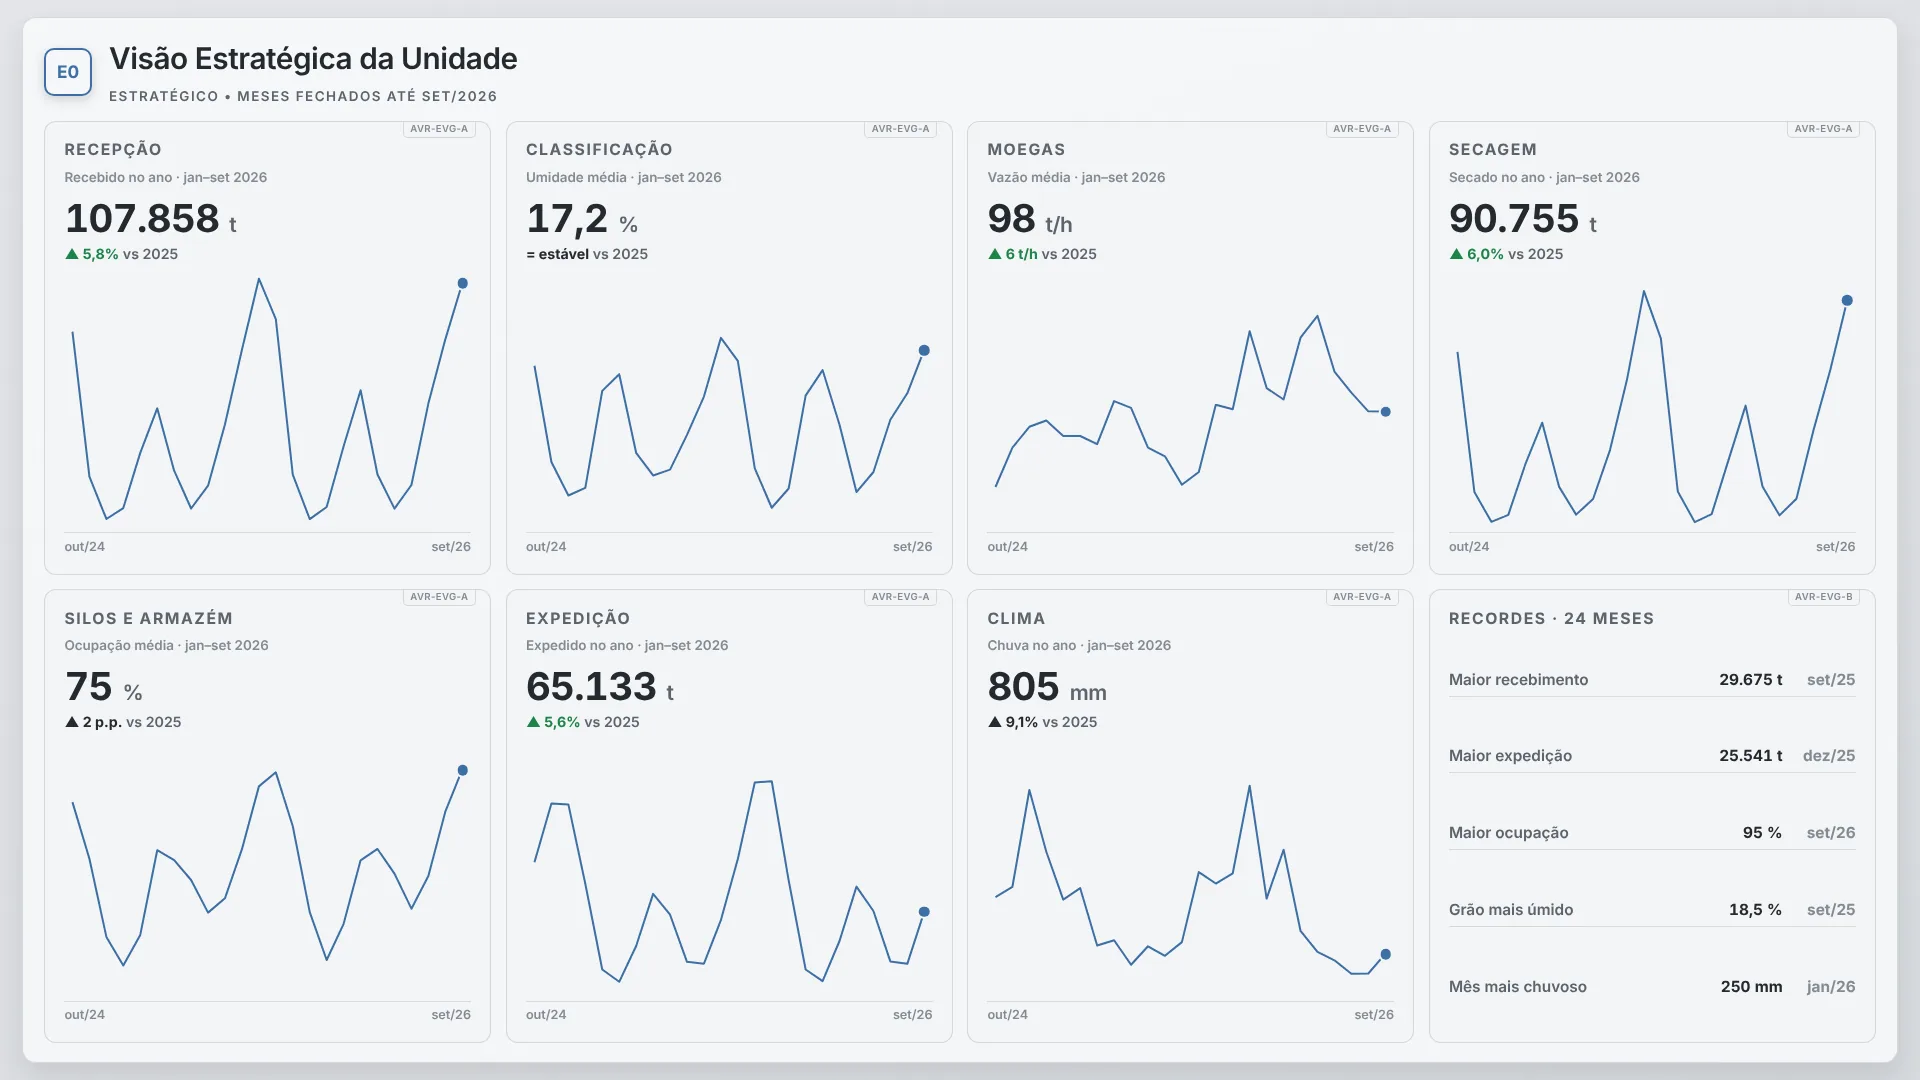 E0
Visão Estratégica da Unidade
ESTRATÉGICO • MESES FECHADOS ATÉ SET/2026
AVR-EVG-A
RECEPÇÃO
Recebido no ano · jan–set 2026
107.858 t
▲ 5,8% vs 2025
out/24 set/26
AVR-EVG-A
CLASSIFICAÇÃO
Umidade média · jan–set 2026
17,2 %
= estável vs 2025
out/24 set/26
AVR-EVG-A
MOEGAS
Vazão média · jan–set 2026
98 t/h
▲ 6 t/h vs 2025
out/24 set/26
AVR-EVG-A
SECAGEM
Secado no ano · jan–set 2026
90.755 t
▲ 6,0% vs 2025
out/24 set/26
AVR-EVG-A
SILOS E ARMAZÉM
Ocupação média · jan–set 2026
75 %
▲ 2 p.p. vs 2025
out/24 set/26
AVR-EVG-A
EXPEDIÇÃO
Expedido no ano · jan–set 2026
65.133 t
▲ 5,6% vs 2025
out/24 set/26
AVR-EVG-A
CLIMA
Chuva no ano · jan–set 2026
805 mm
▲ 9,1% vs 2025
out/24 set/26
AVR-EVG-B
RECORDES · 24 MESES
Maior recebimento 29.675 t set/25
Maior expedição 25.541 t dez/25
Maior ocupação 95 % set/26
Grão mais úmido 18,5 % set/25
Mês mais chuvoso 250 mm jan/26